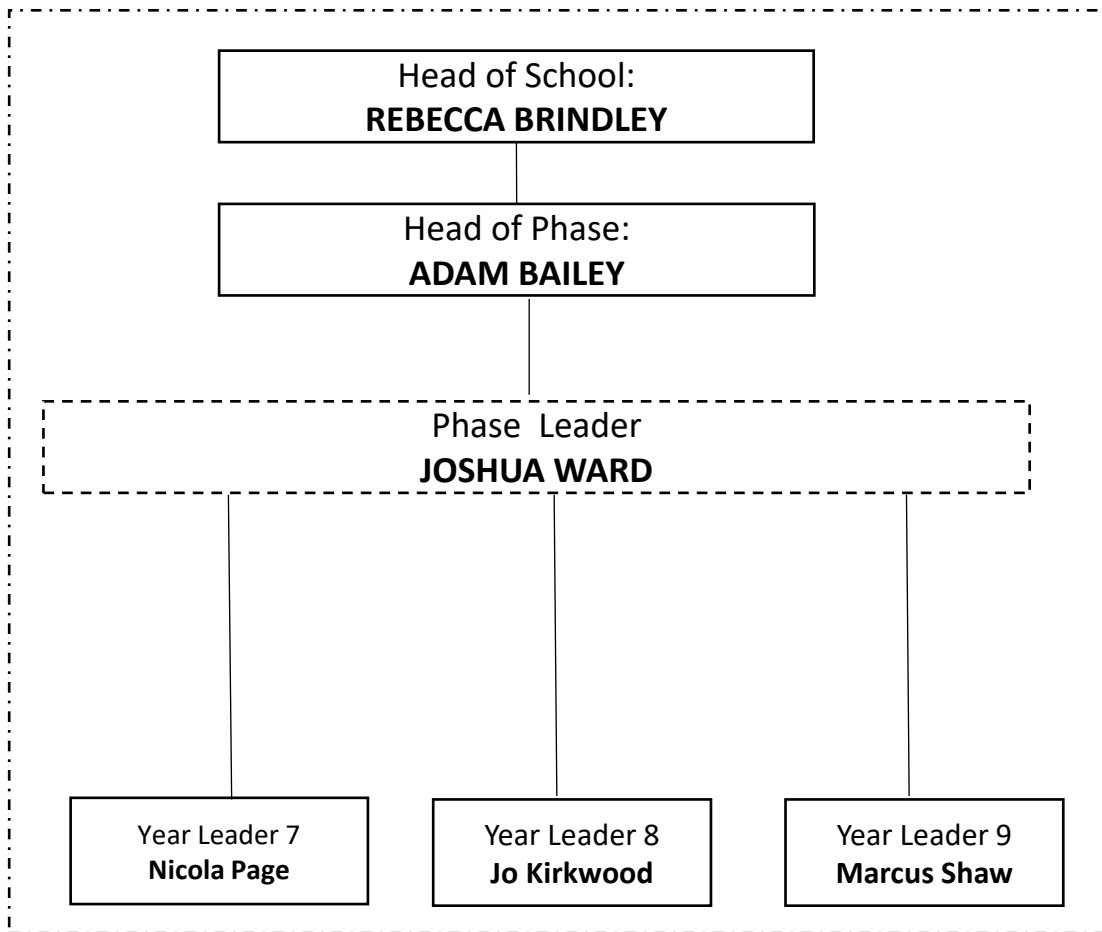 Head of School:
REBECCA BRINDLEY
Head of Phase:
ADAM BAILEY
Phase Leader
JOSHUA WARD
Year Leader 7
Nicola Page
Year Leader 8
Jo Kirkwood
Year Leader 9
Marcus Shaw